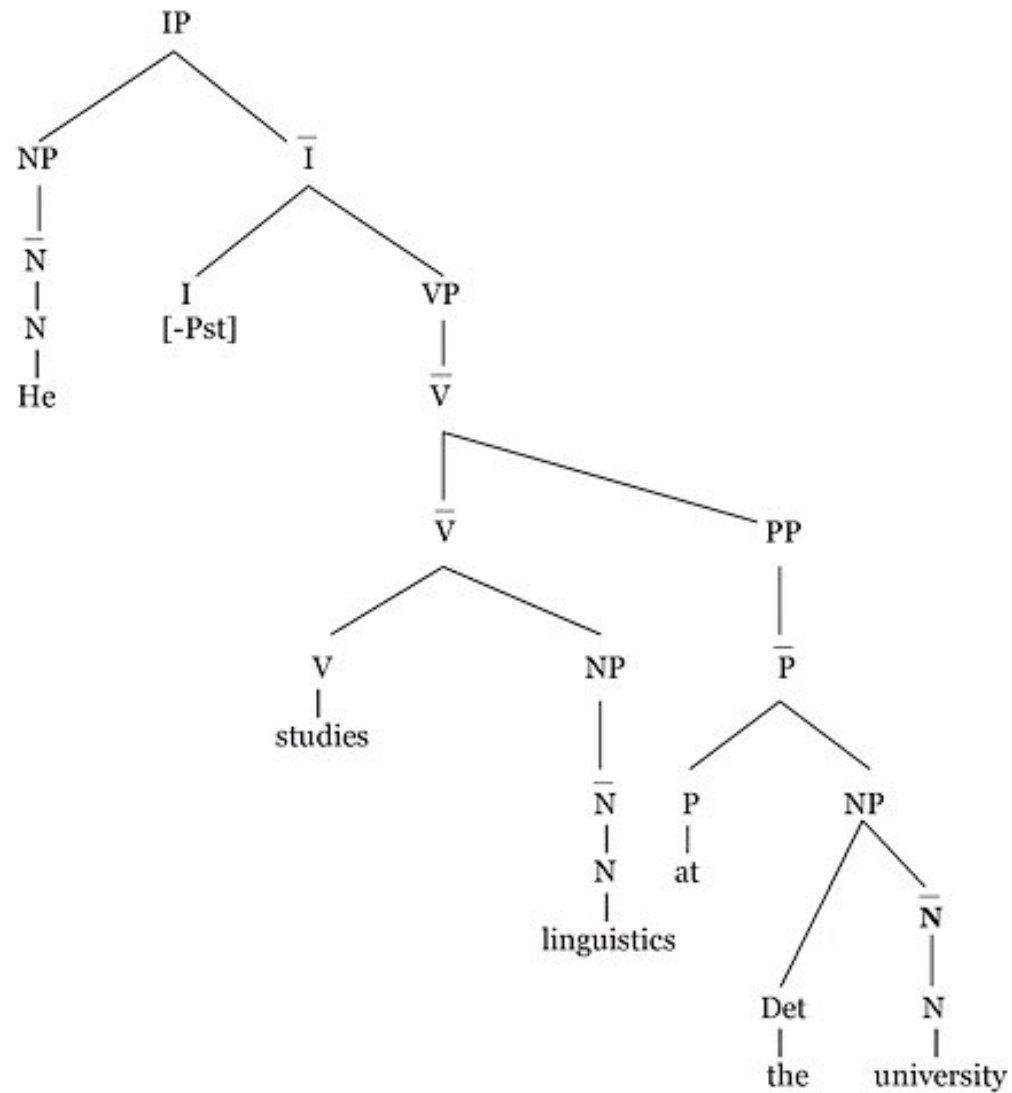 IP
NP I̅
N̅
I VP
N [-Pst]
He V̅
V̅ PP
V NP P̅
studies
N̅ P NP
N at
linguistics N̅
Det N
the university